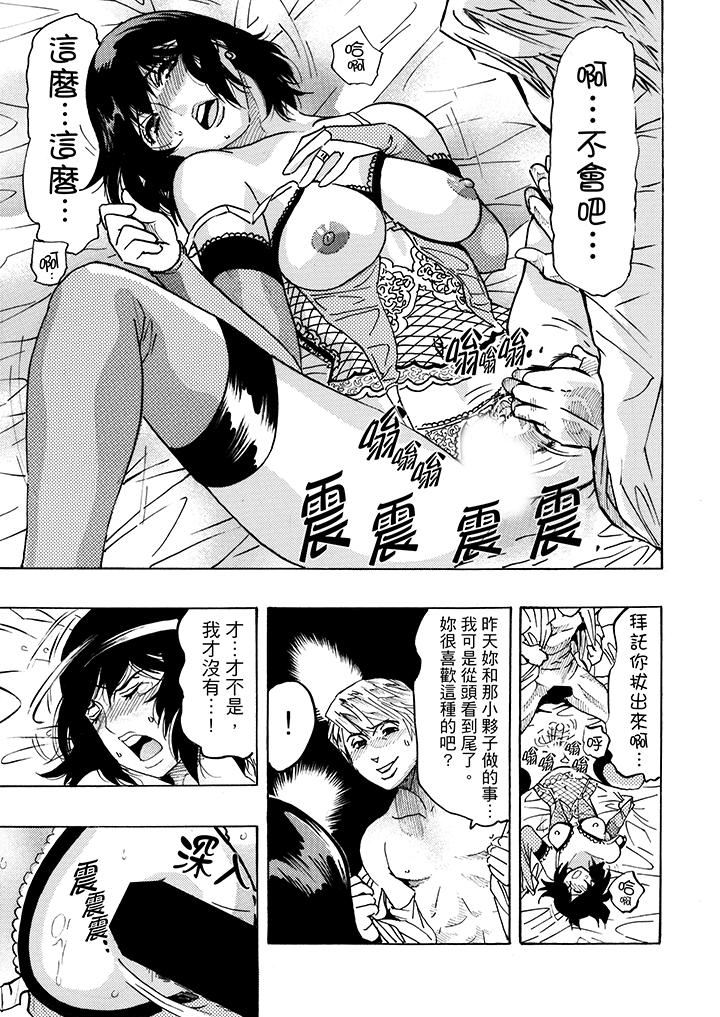 啊…不會吧…
哈啊
這麼…這麼…
啊…
嗡嗡嗡
嗡嗡嗡
震震震震
拜託你拔出來啊…
呼
嗡嗡嗡
哈啊
昨天妳和那小夥子做的事…
我可是從頭看到尾了。
妳很喜歡這種的吧？
！
才…才不是，
我才沒有…！
深入
震震震…